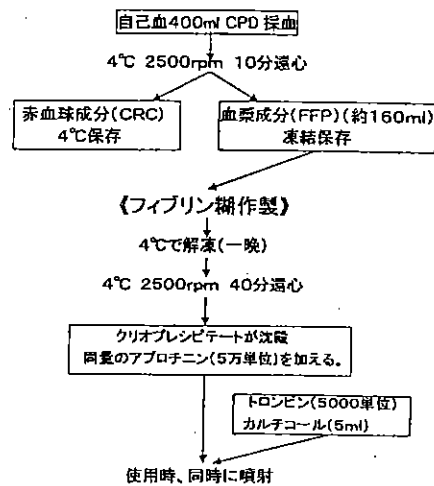 自己血400ml CPD 採血
4℃ 2500rpm 10分遠心
赤血球成分(CRC)
4℃保存
血漿成分(FFP)(約160ml)
凍結保存
《フィブリン糊作製》
4℃で解凍(一晩)
4℃ 2500rpm 40分遠心
クリオプレシピテートが沈殿
同量のアプロチニン(5万単位)を加える。
トロンビン(5000単位)
カルチコール(5ml)
使用時、同時に噴射